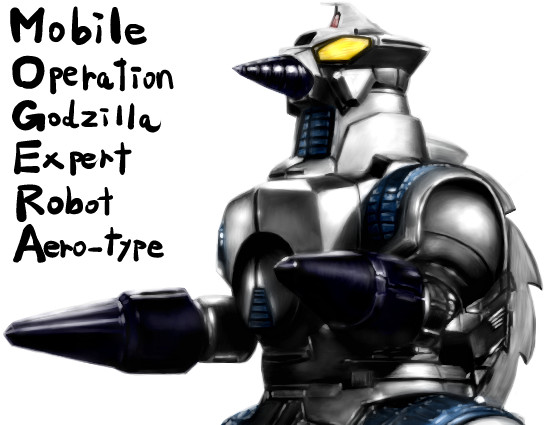 Mobile
Operation
Godzilla
Expert
Robot
Aero-type